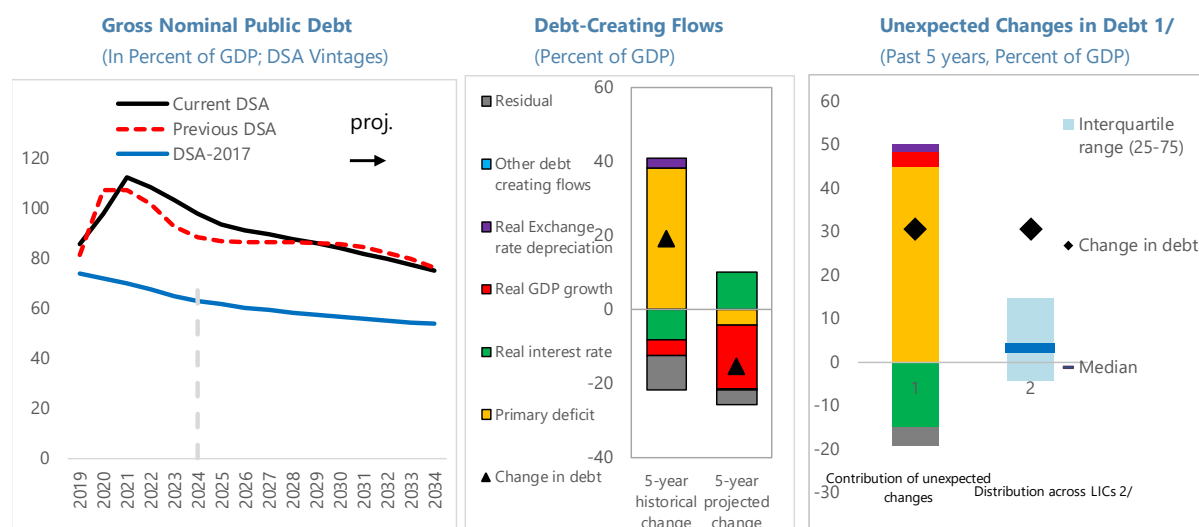 Gross Nominal Public Debt
(In Percent of GDP; DSA Vintages)
Current DSA
Previous DSA
DSA-2017
proj.
120
100
80
60
40
20
0
2019
2020
2021
2022
2023
2024
2025
2026
2027
2028
2029
2030
2031
2032
2033
2034
Debt-Creating Flows
(Percent of GDP)
Residual
Other debt
creating flows
Real Exchange
rate depreciation
Real GDP growth
Real interest rate
Primary deficit
Change in debt
60
40
20
0
-20
-40
5-year
historical
change
5-year
projected
change
Unexpected Changes in Debt 1/
(Past 5 years, Percent of GDP)
60
50
40
30
20
10
0
-10
-20
-30
Interquartile
range (25-75)
Change in debt
Median
1
2
Contribution of unexpected
changes
Distribution across LICs 2/